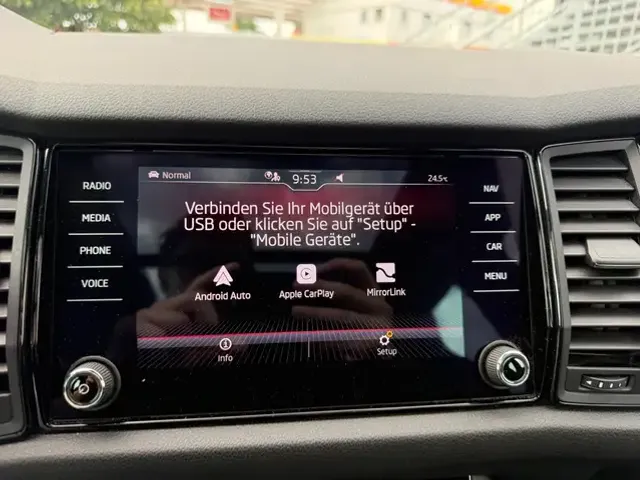 RADIO
MEDIA
PHONE
VOICE
Normal
9:53
24.5°C
Verbinden Sie Ihr Mobilgerät über
USB oder klicken Sie auf "Setup" -
"Mobile Geräte".
Android Auto
Apple CarPlay
MirrorLink
Info
Setup
NAV
APP
CAR
MENU